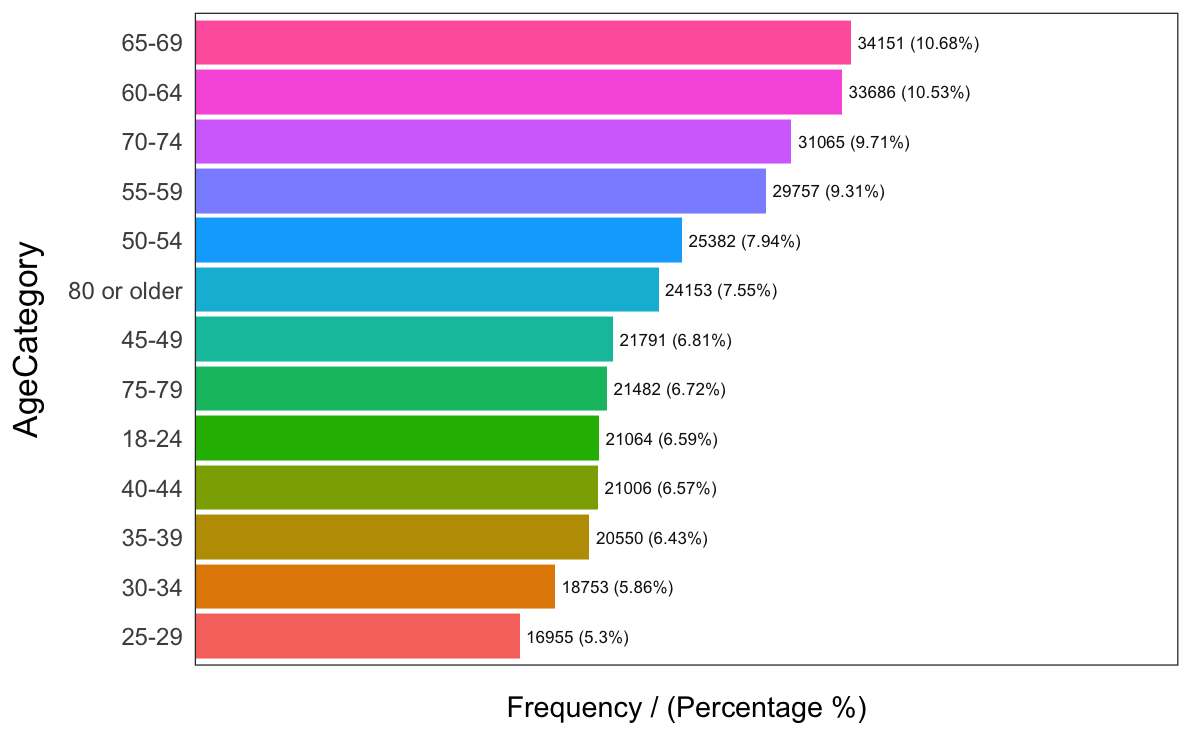 AgeCategory
65-69 34151 (10.68%)
60-64 33686 (10.53%)
70-74 31065 (9.71%)
55-59 29757 (9.31%)
50-54 25382 (7.94%)
80 or older 24153 (7.55%)
45-49 21791 (6.81%)
75-79 21482 (6.72%)
18-24 21064 (6.59%)
40-44 21006 (6.57%)
35-39 20550 (6.43%)
30-34 18753 (5.86%)
25-29 16955 (5.3%)
Frequency / (Percentage %)